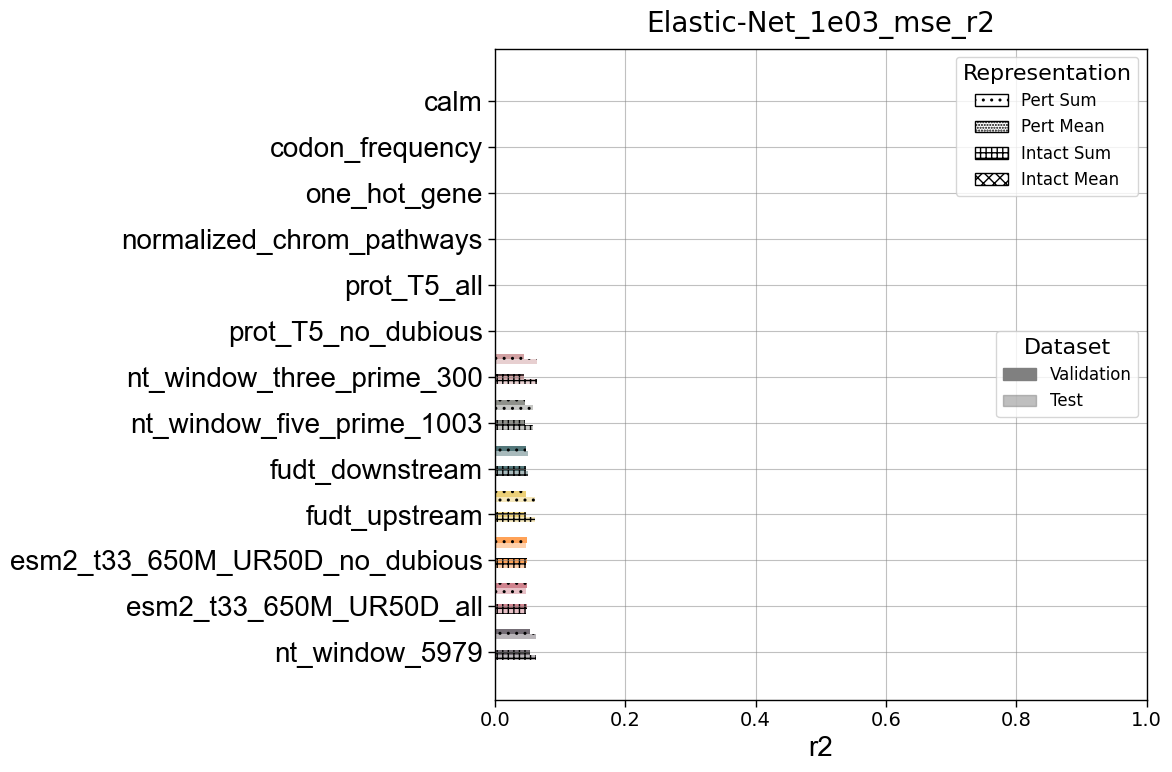 Elastic-Net_1e03_mse_r2
Representation
Pert Sum
Pert Mean
Intact Sum
Intact Mean
Dataset
Validation
Test
calm
codon_frequency
one_hot_gene
normalized_chrom_pathways
prot_T5_all
prot_T5_no_dubious
nt_window_three_prime_300
nt_window_five_prime_1003
fudt_downstream
fudt_upstream
esm2_t33_650M_UR50D_no_dubious
esm2_t33_650M_UR50D_all
nt_window_5979
0.0 0.2 0.4 0.6 0.8 1.0
r2